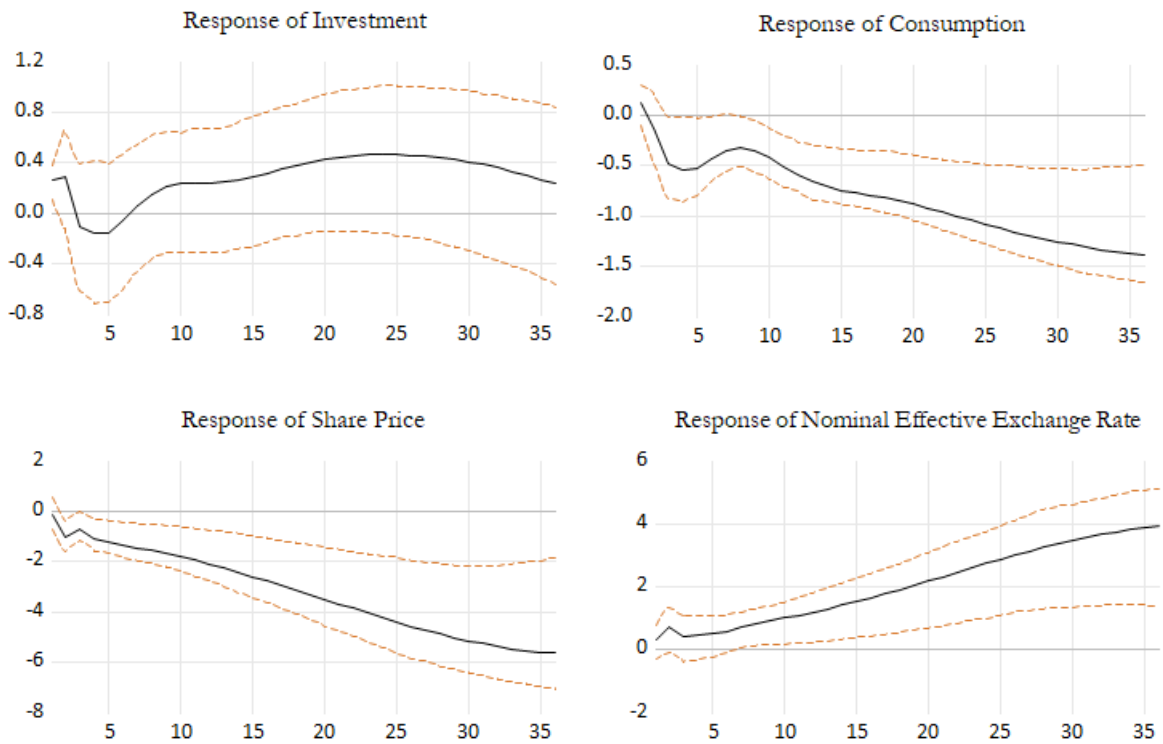 Response of Investment
1.2
0.8
0.4
0.0
-0.4
-0.8
5 10 15 20 25 30 35
Response of Consumption
0.5
0.0
-0.5
-1.0
-1.5
-2.0
5 10 15 20 25 30 35
Response of Share Price
2
0
-2
-4
-6
-8
5 10 15 20 25 30 35
Response of Nominal Effective Exchange Rate
6
4
2
0
-2
5 10 15 20 25 30 35